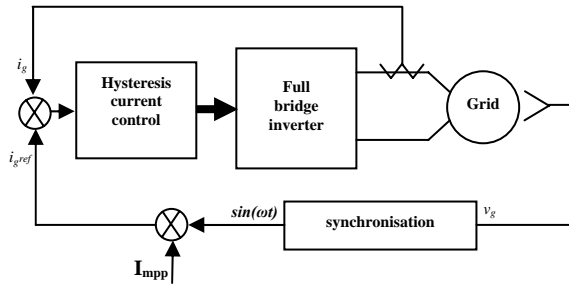 i_g
Hysteresis
current
control
Full
bridge
inverter
Grid
i_gref
sin(ωt)
synchronisation
v_g
I_mpp